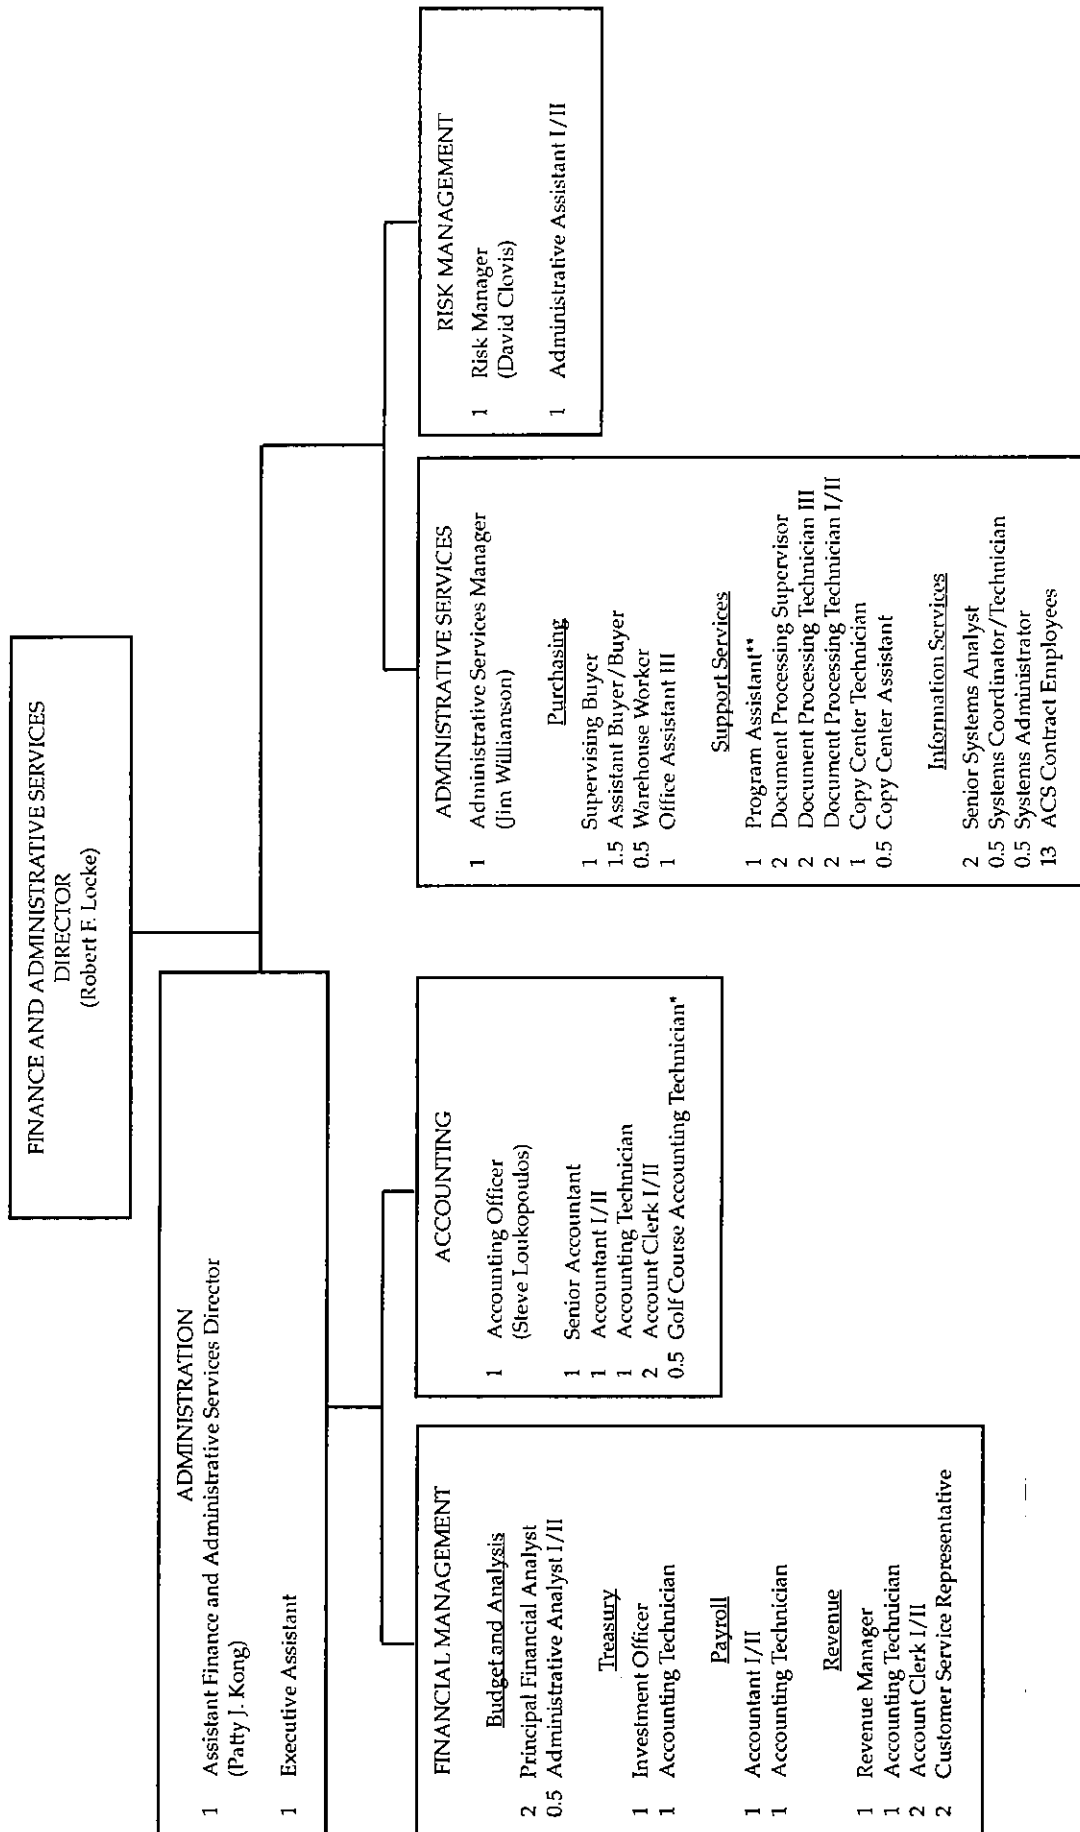 FINANCE AND ADMINISTRATIVE SERVICES
DIRECTOR
(Robert F. Locke)
ADMINISTRATION
1 Assistant Finance and Administrative Services Director
(Patty J. Kong)
1 Executive Assistant
FINANCIAL MANAGEMENT
Budget and Analysis
2 Principal Financial Analyst
0.5 Administrative Analyst I/II
Treasury
1 Investment Officer
1 Accounting Technician
Payroll
1 Accountant I/II
1 Accounting Technician
Revenue
1 Revenue Manager
1 Accounting Technician
2 Account Clerk I/II
2 Customer Service Representative
ACCOUNTING
1 Accounting Officer
(Steve Loukopoulos)
1 Senior Accountant
1 Accountant I/II
1 Accounting Technician
2 Account Clerk I/II
0.5 Golf Course Accounting Technician*
ADMINISTRATIVE SERVICES
1 Administrative Services Manager
(Jim Willianson)
Purchasing
1 Supervising Buyer
1.5 Assistant Buyer/Buyer
0.5 Warehouse Worker
1 Office Assistant III
Support Services
1 Program Assistant**
2 Document Processing Supervisor
2 Document Processing Technician III
2 Document Processing Technician I/II
1 Copy Center Technician
0.5 Copy Center Assistant
Information Services
2 Senior Systems Analyst
0.5 Systems Coordinator/Technician
0.5 Systems Administrator
13 ACS Contract Employees
RISK MANAGEMENT
1 Risk Manager
(David Clovis)
1 Administrative Assistant I/II